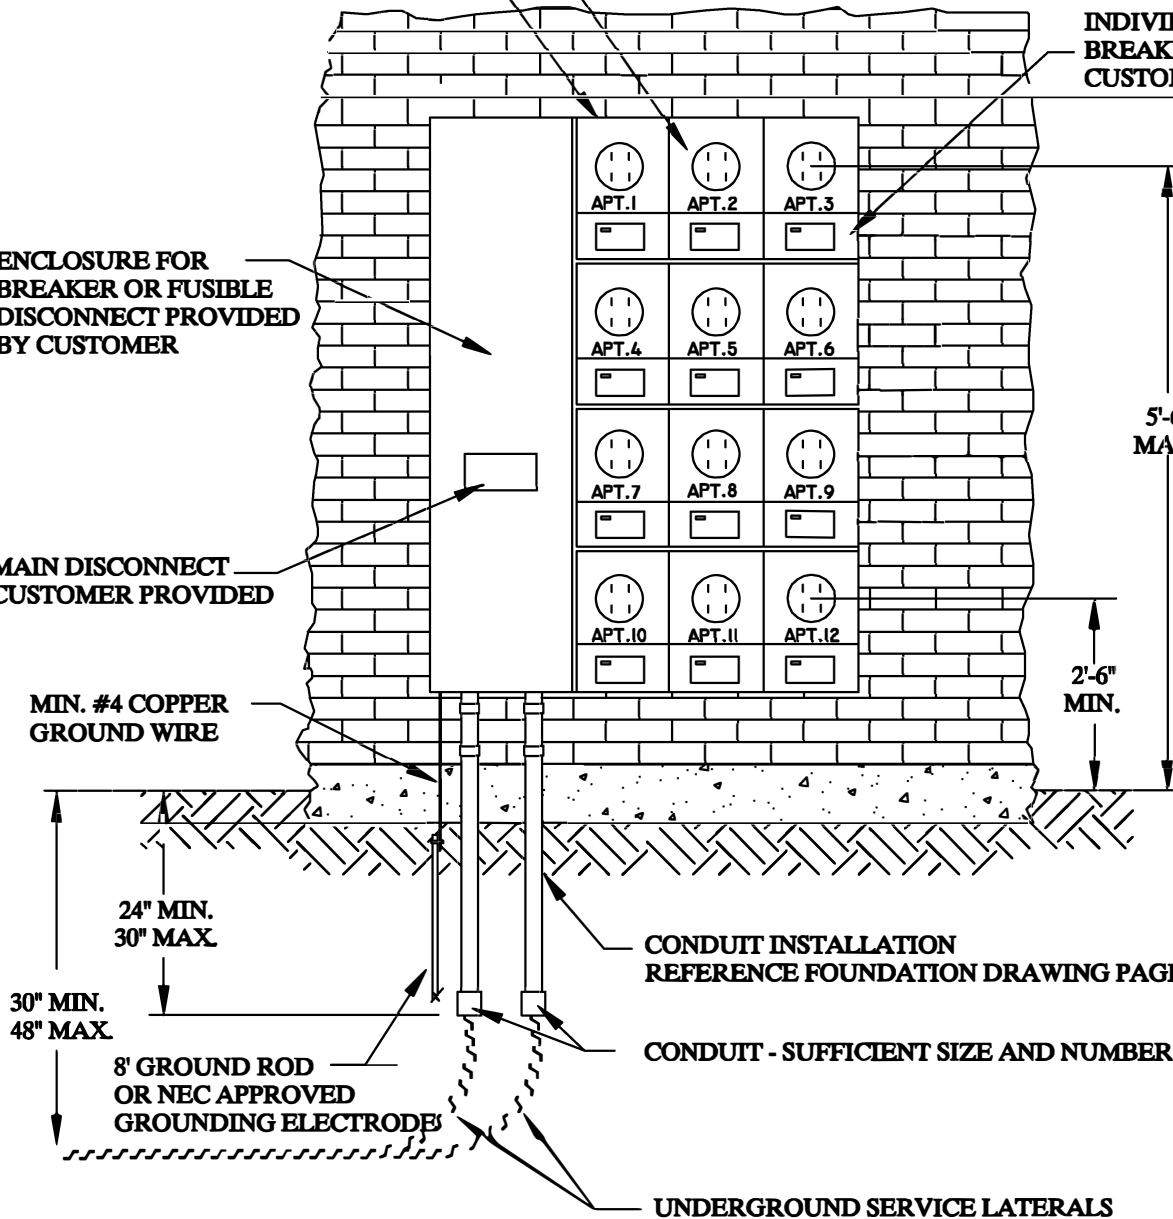 INDIVI
BREAK
CUSTO
APT.1 APT.2 APT.3
ENCLOSURE FOR
BREAKER OR FUSIBLE
DISCONNECT PROVIDED
BY CUSTOMER
APT.4 APT.5 APT.6
5'-
MA
APT.7 APT.8 APT.9
MAIN DISCONNECT
CUSTOMER PROVIDED
APT.10 APT.11 APT.12
2'-6"
MIN.
MIN. #4 COPPER
GROUND WIRE
24" MIN.
30" MAX.
CONDUIT INSTALLATION
REFERENCE FOUNDATION DRAWING PAG
30" MIN.
48" MAX.
CONDUIT - SUFFICIENT SIZE AND NUMBER
8' GROUND ROD
OR NEC APPROVED
GROUNDING ELECTRODE
UNDERGROUND SERVICE LATERALS